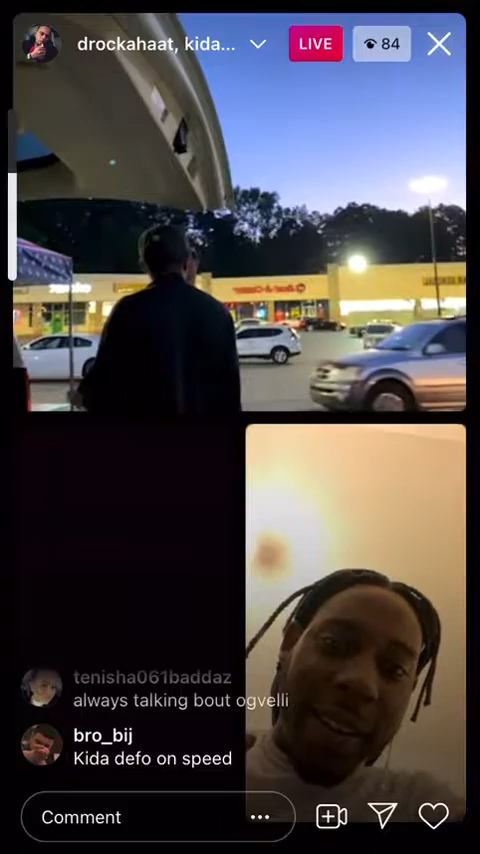 drockahaat, kida...
LIVE
84
tenisha061baddaz
always talking bout ogvelli
bro_bij
Kida defo on speed
Comment